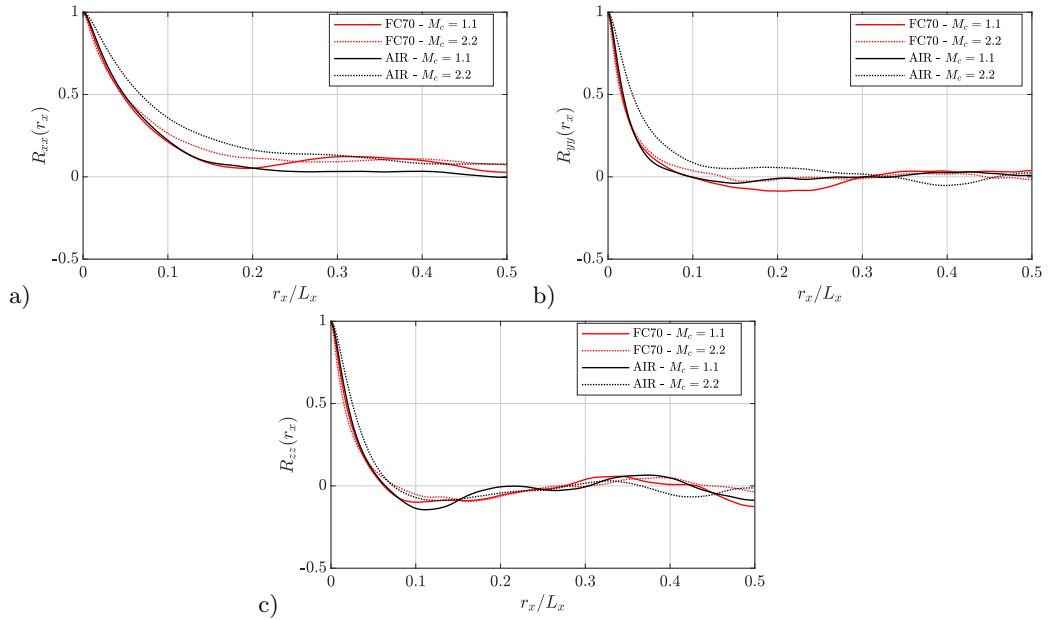 1
0.5
0
-0.5
0 0.1 0.2 0.3 0.4 0.5
R_{xx}(r_x)
r_x/L_x
FC70 - M_c = 1.1
FC70 - M_c = 2.2
AIR - M_c = 1.1
AIR - M_c = 2.2
a)
1
0.5
0
-0.5
0 0.1 0.2 0.3 0.4 0.5
R_{yy}(r_x)
r_x/L_x
FC70 - M_c = 1.1
FC70 - M_c = 2.2
AIR - M_c = 1.1
AIR - M_c = 2.2
b)
1
0.5
0
-0.5
0 0.1 0.2 0.3 0.4 0.5
R_{zz}(r_x)
r_x/L_x
FC70 - M_c = 1.1
FC70 - M_c = 2.2
AIR - M_c = 1.1
AIR - M_c = 2.2
c)